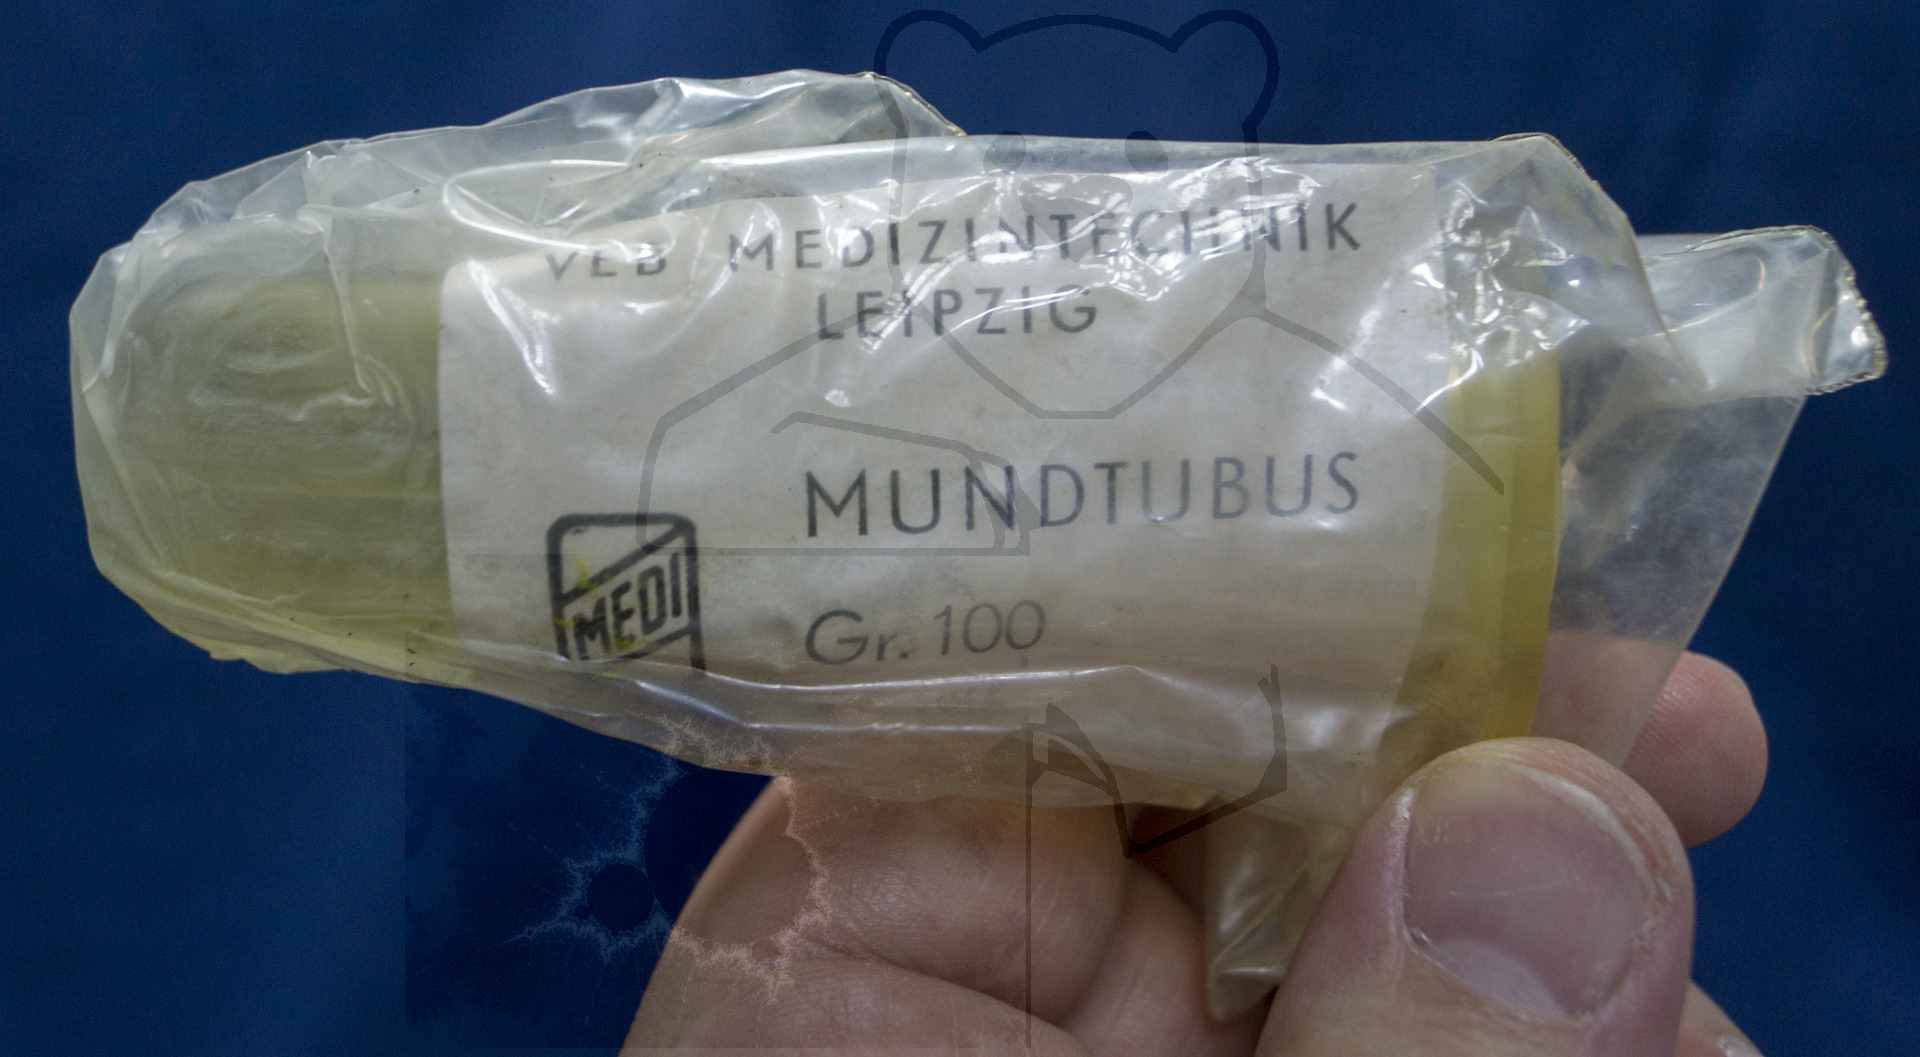 VEB MEDIZINTECHNIK
LEIPZIG
MUNDTUBUS
MEDI
Gr. 100